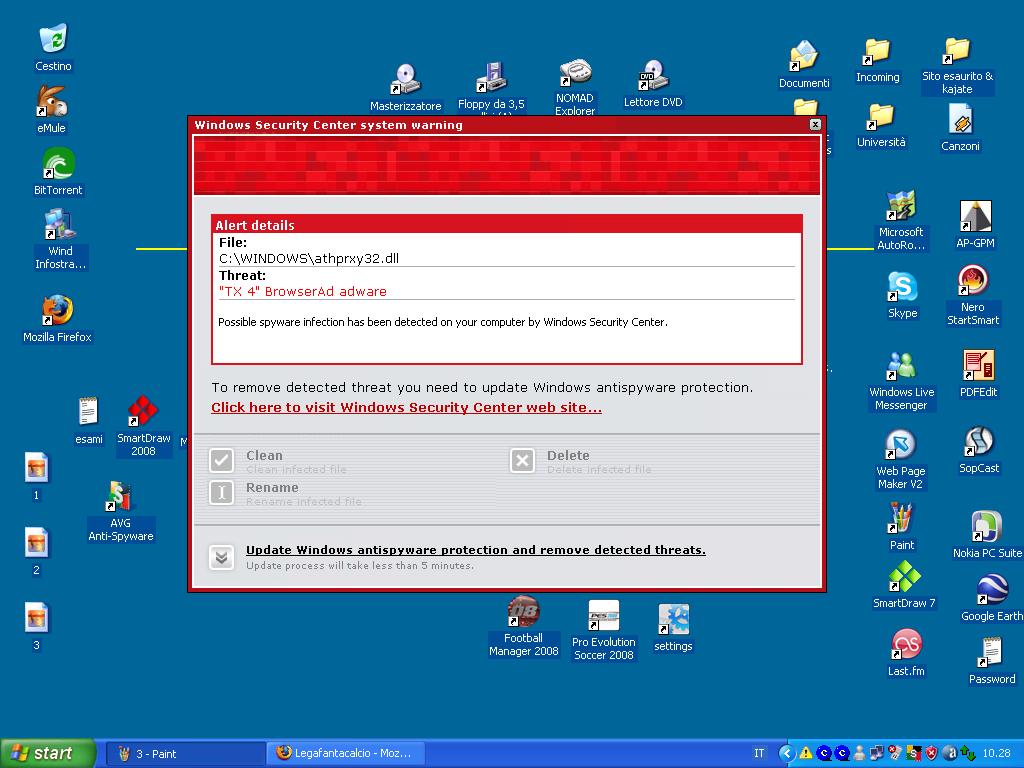 Cestino
eMule
BitTorrent
Wind
Infostra...
Mozilla Firefox
Masterizzatore
Floppy da 3,5
NOMAD
Explorer
Lettore DVD
Documenti
Incoming
Sito esaurito &
kajate
Università
Canzoni
Windows Security Center system warning
Alert details
File:
C:\WINDOWS\athprxy32.dll
Threat:
"TX 4" BrowserAd adware
Possible spyware infection has been detected on your computer by Windows Security Center.
To remove detected threat you need to update Windows antispyware protection.
Click here to visit Windows Security Center web site...
Clean
Clean infected file
Delete
Delete infected file
Rename
Rename infected file
Update Windows antispyware protection and remove detected threats.
Update process will take less than 5 minutes.
Microsoft
AutoRo...
AP-GPM
Skype
Nero
StartSmart
Windows Live
Messenger
PDFEdit
Web Page
Maker V2
SopCast
Paint
Nokia PC Suite
SmartDraw 7
Google Earth
Last.fm
Password
esami
SmartDraw
2008
1
AVG
Anti-Spyware
2
3
08
Football
Manager 2008
Pro Evolution
Soccer 2008
settings
start
3 - Paint
Legafantacalcio - Moz...
IT
10.28